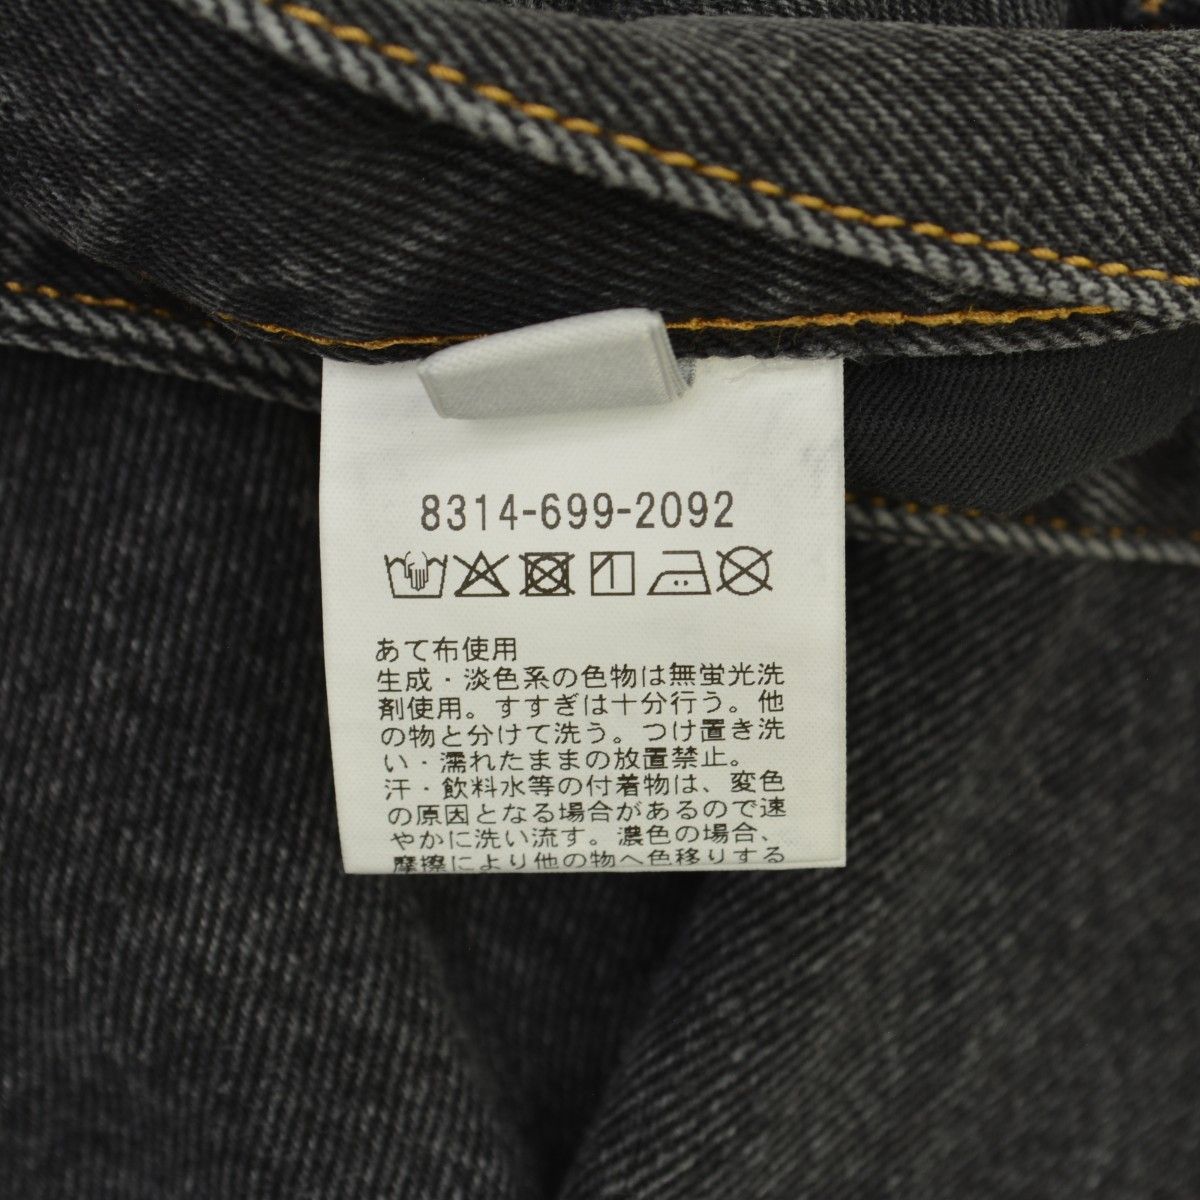 8314-699-2092
あて布使用
生成・淡色系の色物は無蛍光洗
剤使用。すすぎは十分行う。他
の物と分けて洗う。つけ置き洗
い・濡れたままの放置禁止。
汗・飲料水等の付着物は、変色
の原因となる場合があるので速
やかに洗い流す。濃色の場合、
摩擦により他の物へ色移りする